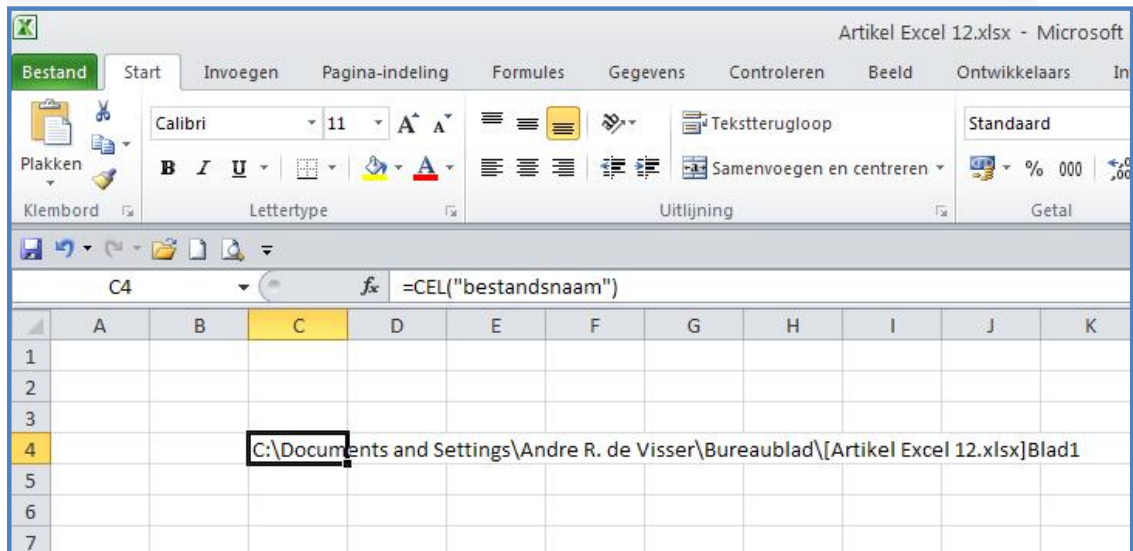 Artikel Excel 12.xlsx - Microsoft
Bestand Start Invoegen Pagina-indeling Formules Gegevens Controleren Beeld Ontwikkelaars In
Calibri 11 A A Tekstterugloop Standaard
Plakken B I U A Samenvoegen en centreren % 000
Klembord Lettertype Uitlijning Getal
C4 fx =CEL("bestandsnaam")
A B C D E F G H I J K
1
2
3
4 C:\Documents and Settings\Andre R. de Visser\Bureaublad\[Artikel Excel 12.xlsx]Blad1
5
6
7